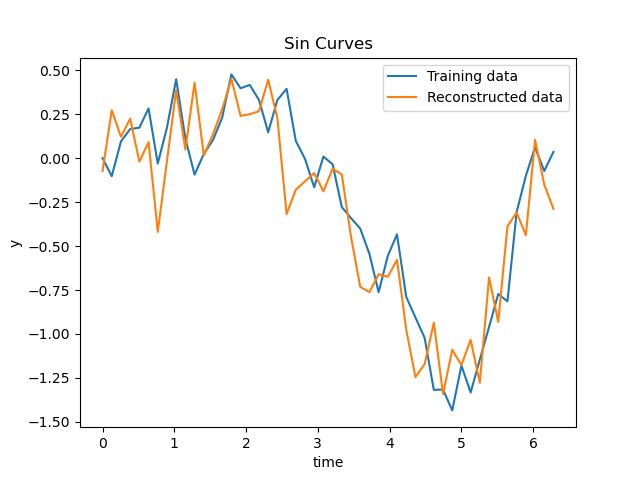 Sin Curves
Training data
Reconstructed data
0.50
0.25
0.00
−0.25
−0.50
−0.75
−1.00
−1.25
−1.50
y
0 1 2 3 4 5 6
time